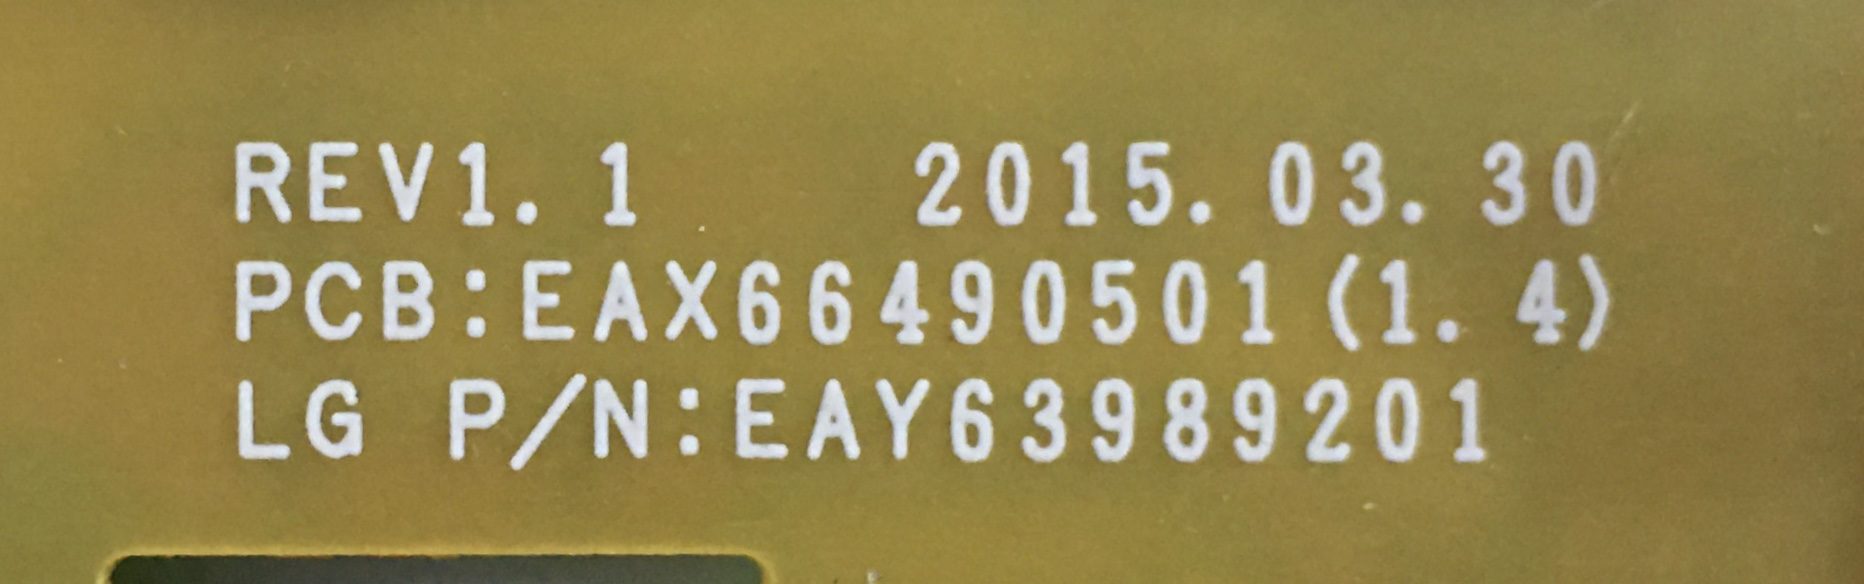 REV1.1 2015.03.30
PCB:EAX66490501(1.4)
LG P/N:EAY63989201